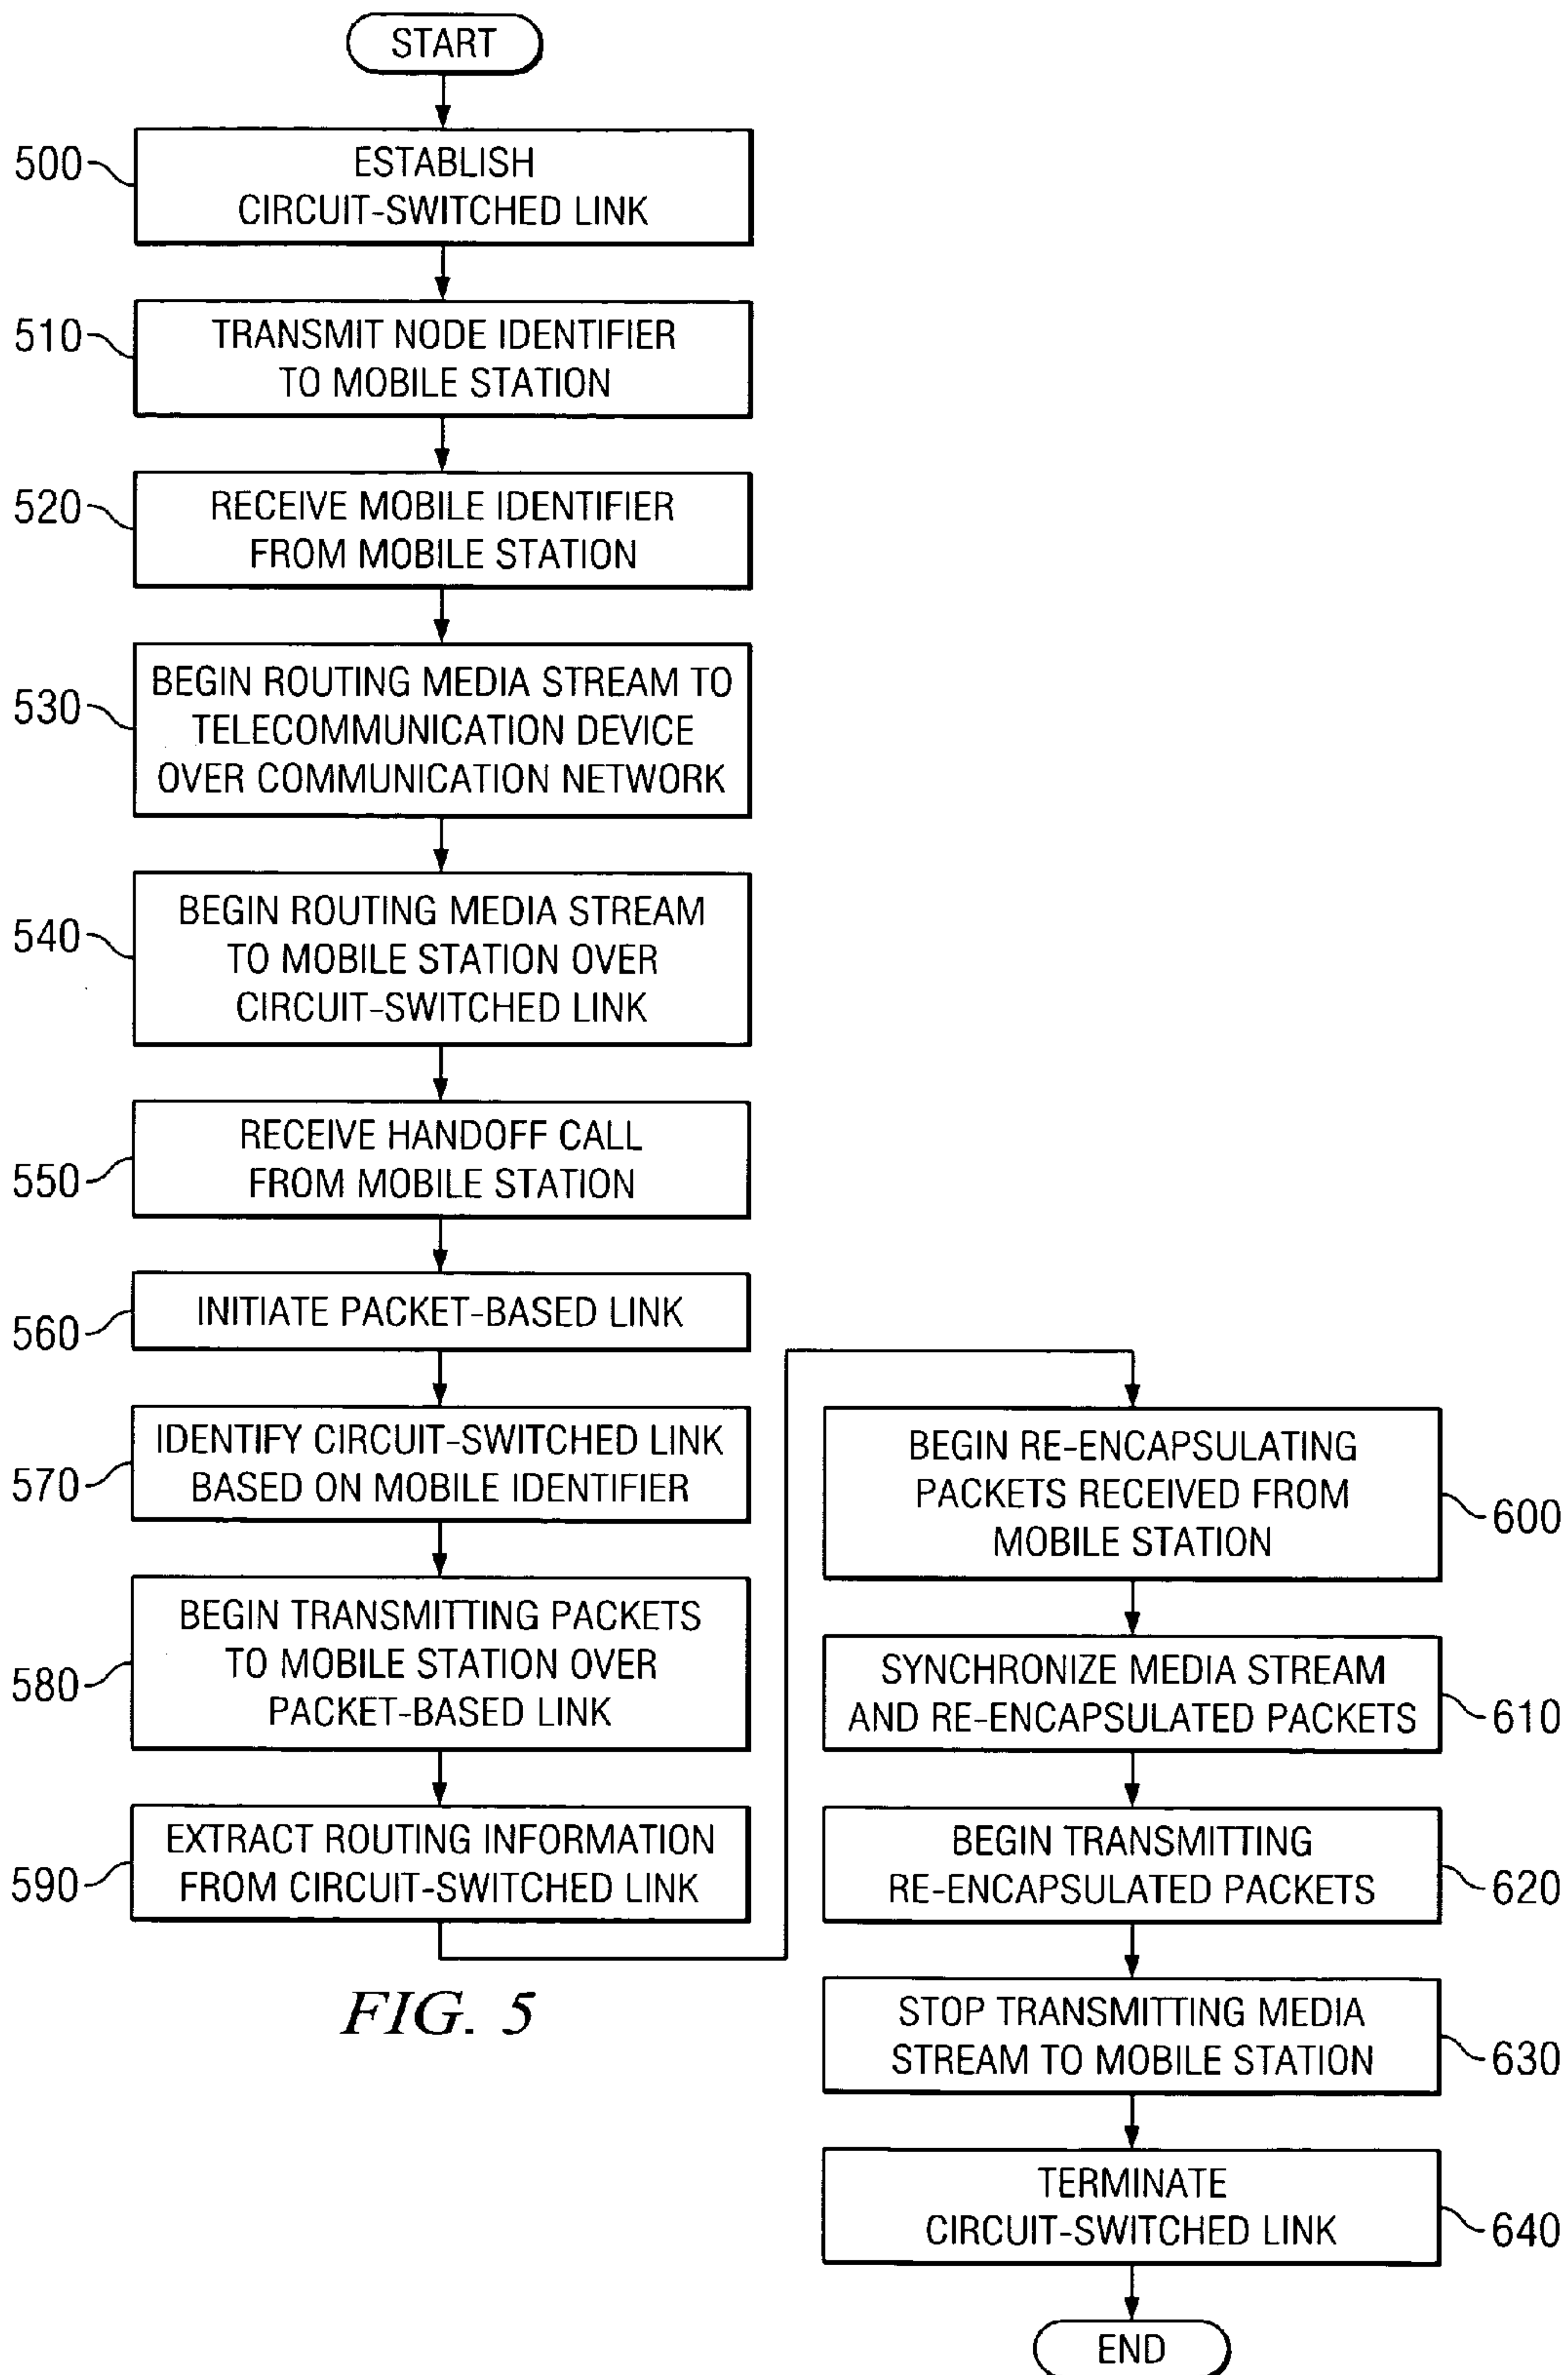 START
500
ESTABLISH
CIRCUIT-SWITCHED LINK
510
TRANSMIT NODE IDENTIFIER
TO MOBILE STATION
520
RECEIVE MOBILE IDENTIFIER
FROM MOBILE STATION
530
BEGIN ROUTING MEDIA STREAM TO
TELECOMMUNICATION DEVICE
OVER COMMUNICATION NETWORK
540
BEGIN ROUTING MEDIA STREAM
TO MOBILE STATION OVER
CIRCUIT-SWITCHED LINK
550
RECEIVE HANDOFF CALL
FROM MOBILE STATION
560
INITIATE PACKET-BASED LINK
570
IDENTIFY CIRCUIT-SWITCHED LINK
BASED ON MOBILE IDENTIFIER
580
BEGIN TRANSMITTING PACKETS
TO MOBILE STATION OVER
PACKET-BASED LINK
590
EXTRACT ROUTING INFORMATION
FROM CIRCUIT-SWITCHED LINK
BEGIN RE-ENCAPSULATING
PACKETS RECEIVED FROM
MOBILE STATION
600
SYNCHRONIZE MEDIA STREAM
AND RE-ENCAPSULATED PACKETS
610
BEGIN TRANSMITTING
RE-ENCAPSULATED PACKETS
620
STOP TRANSMITTING MEDIA
STREAM TO MOBILE STATION
630
TERMINATE
CIRCUIT-SWITCHED LINK
640
END
FIG. 5